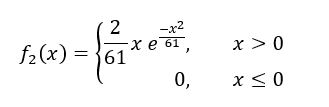 f₂(x) = { 2/61 x e^(-x²/61), x > 0
0, x ≤ 0